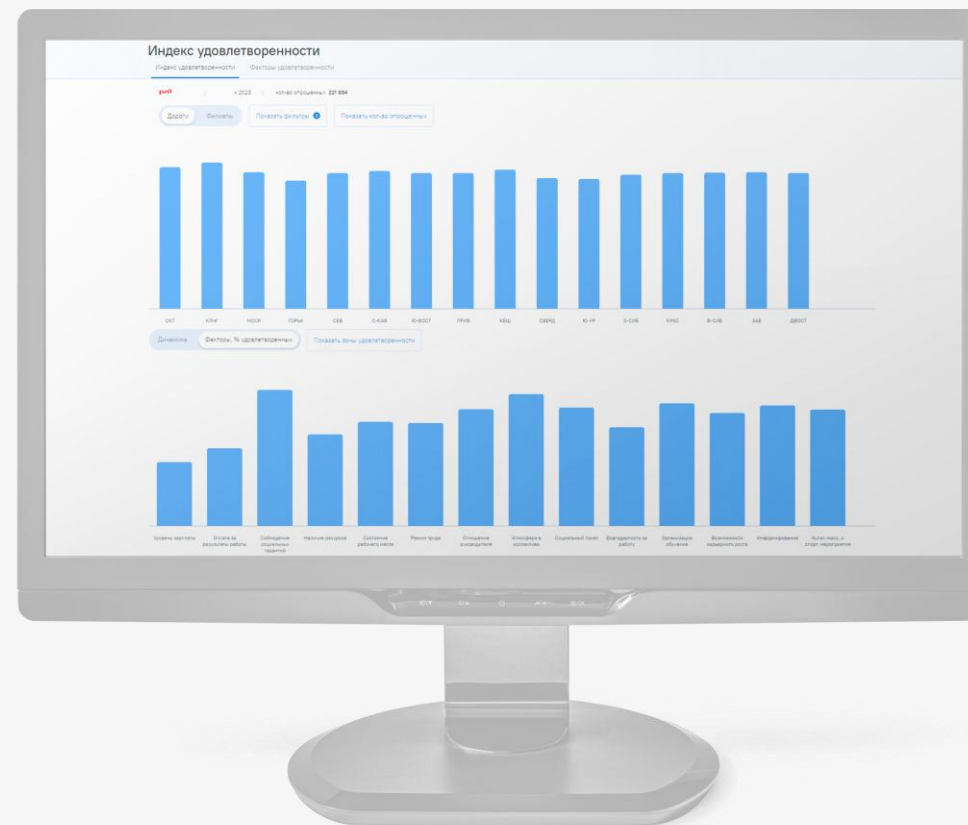 Индекс удовлетворенности
Индекс удовлетворенности Факторы удовлетворенности
2023 кол-во опрошенных 221 554
Дороги Филиалы Показать фильтры Показать кол-во опрошенных
ОКТ КЛНГ МОСК ГОРЬК СЕВ С-КАВ Ю-ВОСТ ПРИВ КБШ СВЕРД Ю-УР З-СИБ КРАС В-СИБ ЗАБ ДВОСТ
Динамика Факторы, % удовлетворенных Показать зоны удовлетворенности
Уровень зарплаты Оплата за Соблюдение Наличие ресурсов Состояние Режим труда Отношение Атмосфера в Социальный пакет Благодарность за Организация Возможности Информирование Культ-масс. и
результаты работы социальных рабочего места руководителя коллективе работу обучения карьерного роста спорт. мероприятия
гарантий